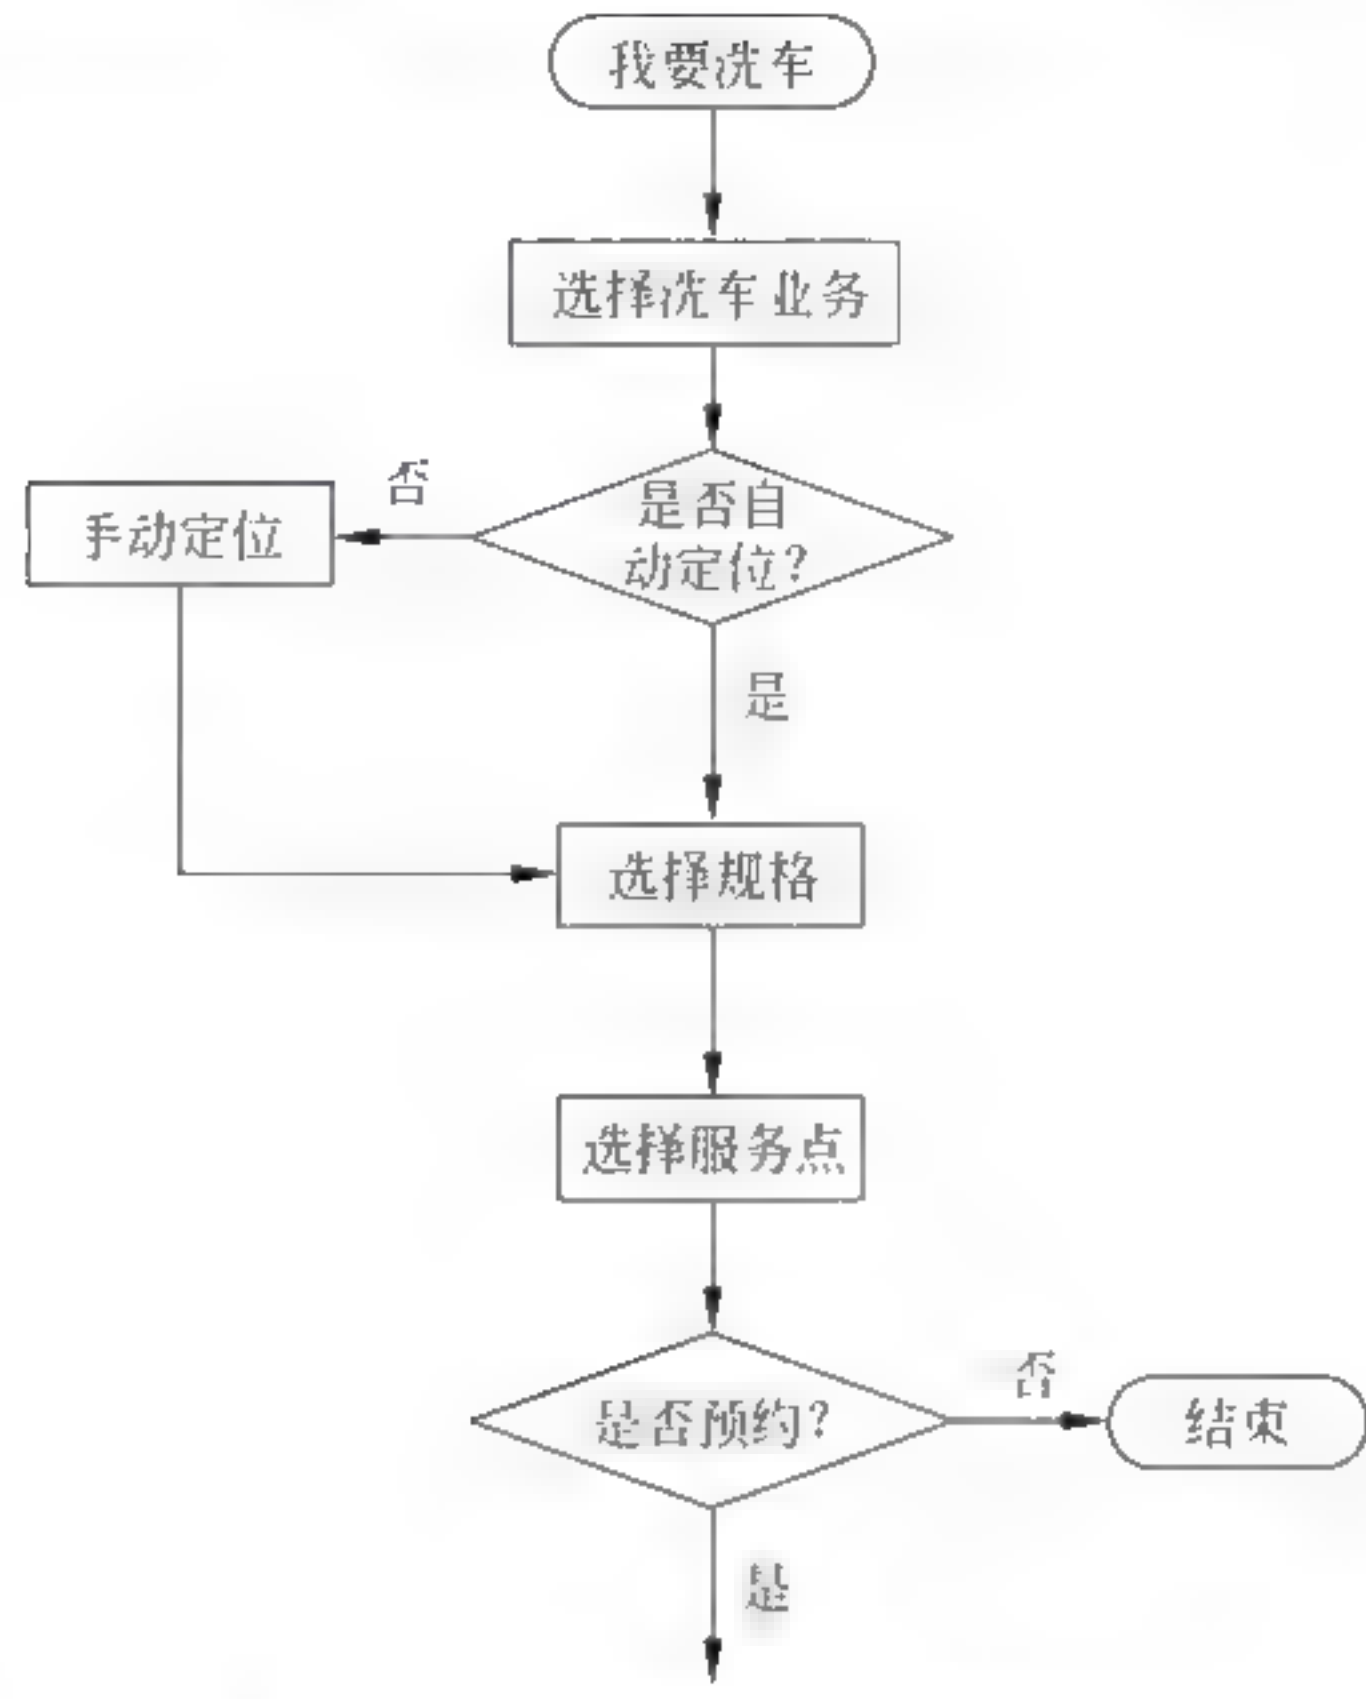 我要洗车
选择洗车业务
否
手动定位
是否自
动定位?
是
选择规格
选择服务点
否
是否预约?
结束
是